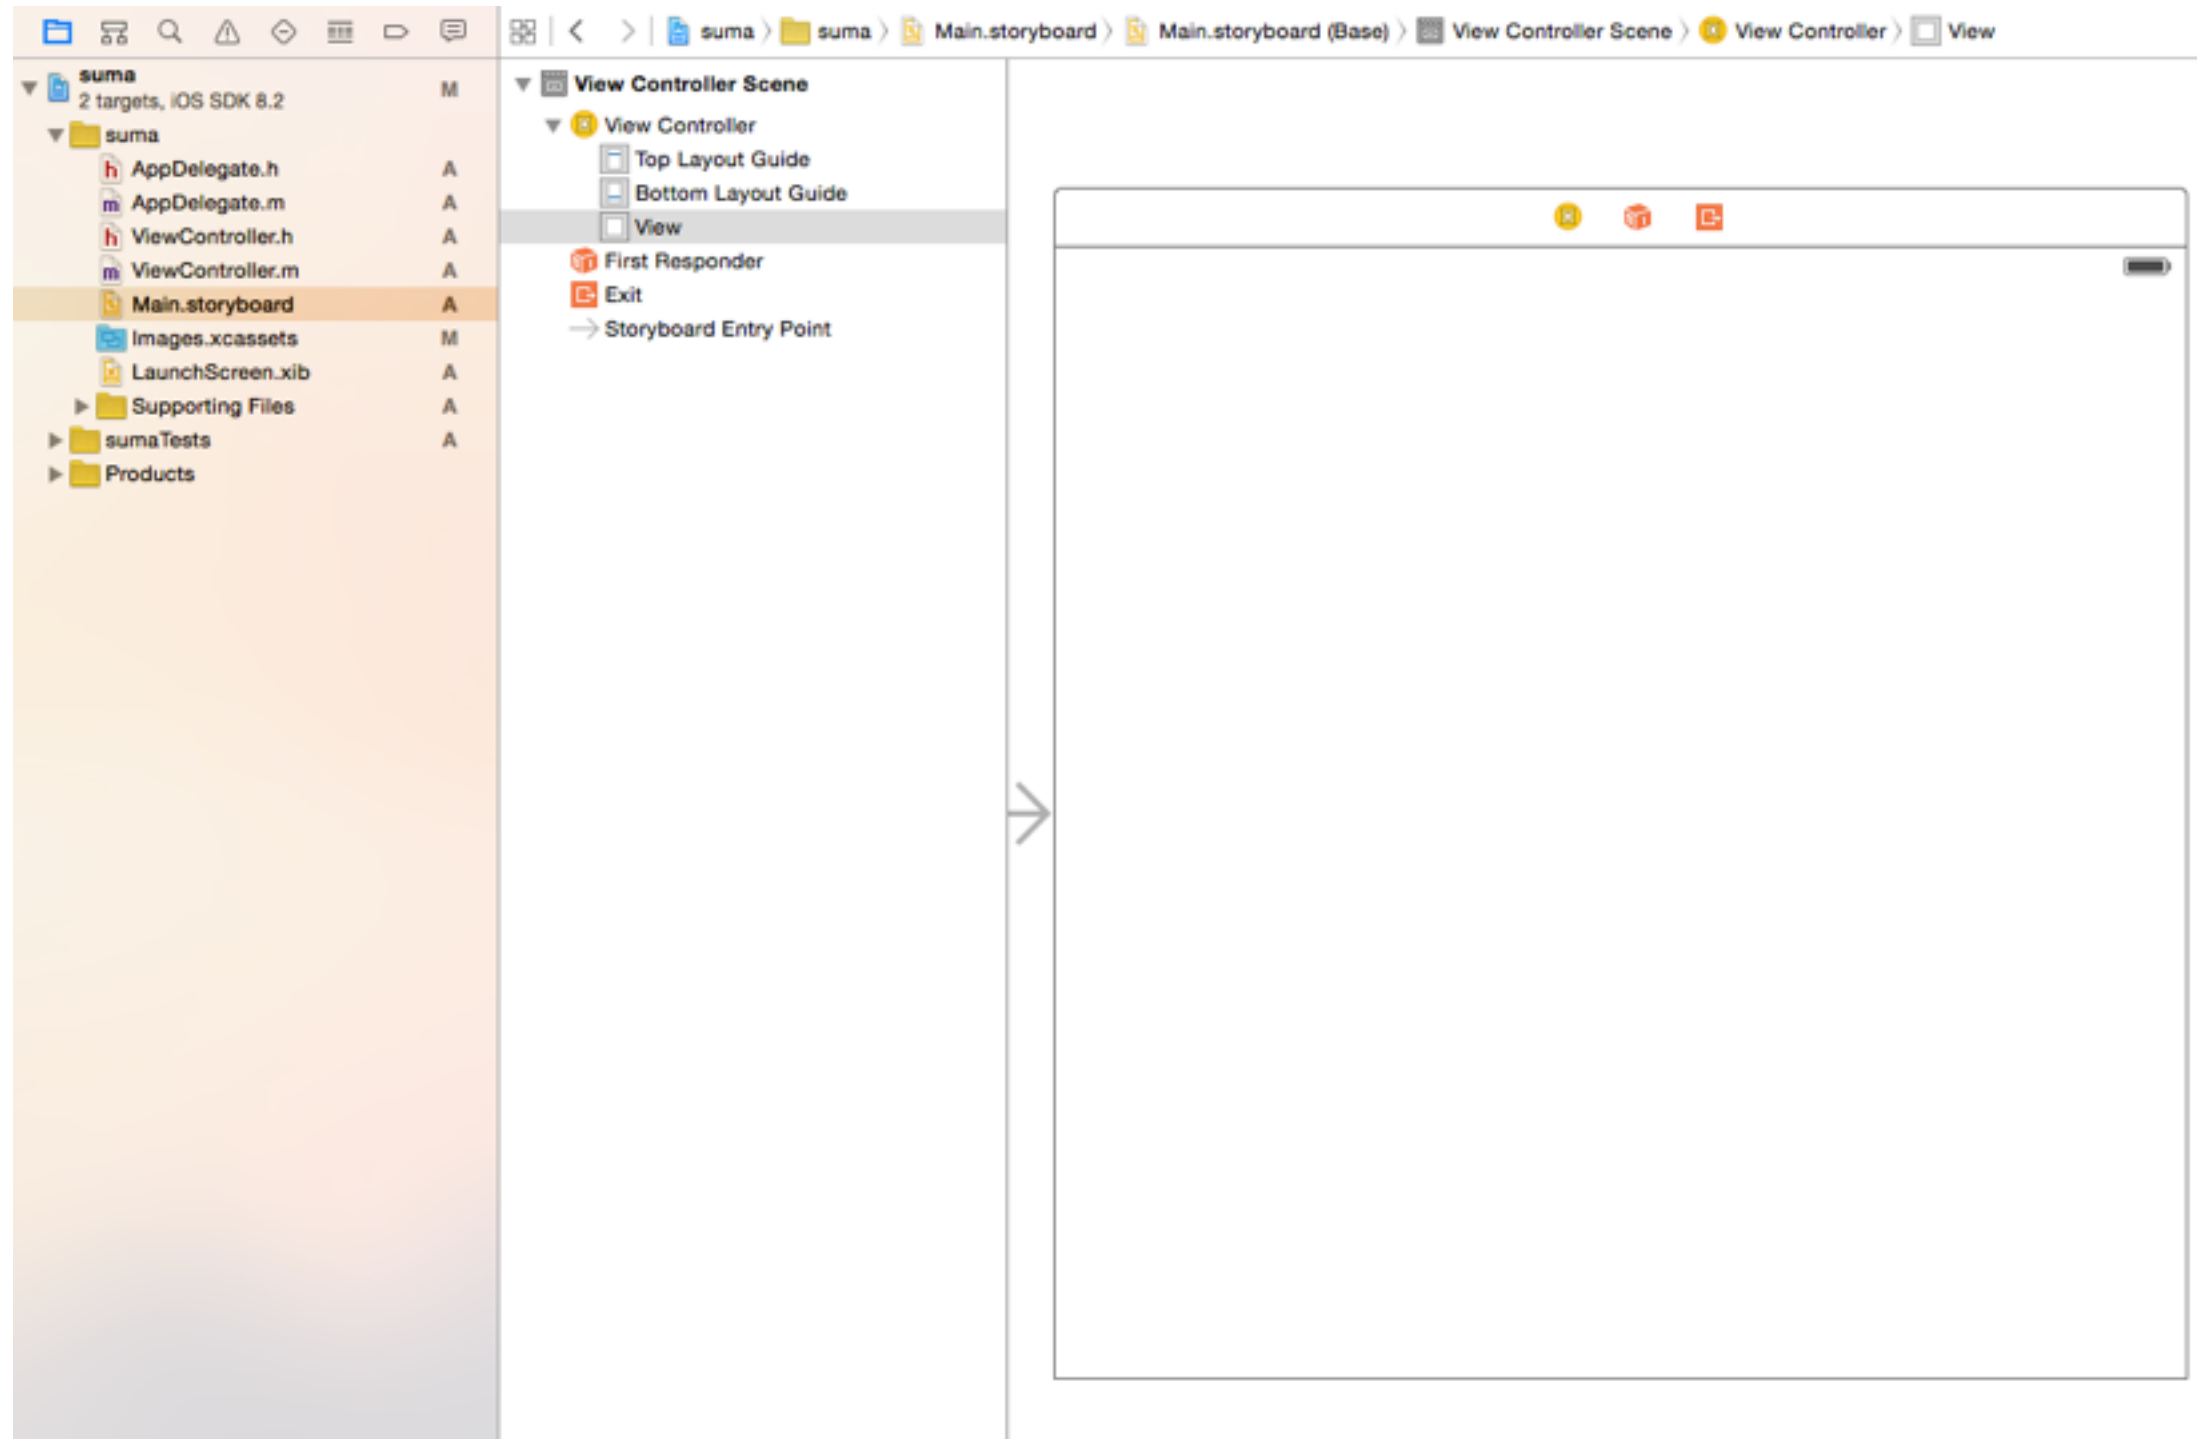 suma > suma > Main.storyboard > Main.storyboard (Base) > View Controller Scene > View Controller > View
suma M
2 targets, iOS SDK 8.2
suma
h AppDelegate.h A
m AppDelegate.m A
h ViewController.h A
m ViewController.m A
Main.storyboard A
Images.xcassets M
LaunchScreen.xib A
Supporting Files A
sumaTests A
Products
View Controller Scene
View Controller
Top Layout Guide
Bottom Layout Guide
View
First Responder
Exit
Storyboard Entry Point